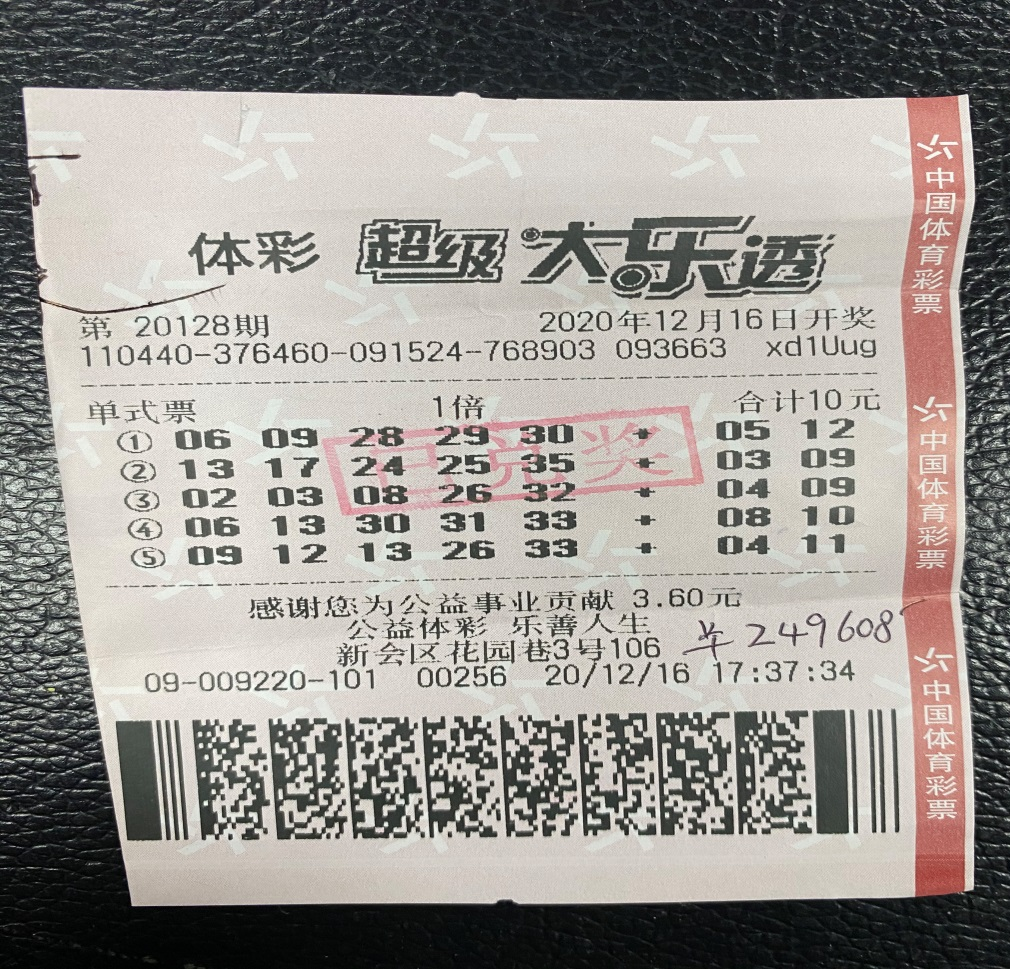 体彩 超级大乐透
第 20128期 2020年12月16日开奖
110440-376460-091524-768903 093663 xd1Uug
单式票 1倍 合计10元
① 06 09 28 29 30 + 05 12
② 13 17 24 25 35 + 03 09
③ 02 03 08 26 32 + 04 09
④ 06 13 30 31 33 + 08 10
⑤ 09 12 13 26 33 + 04 11
已兑奖
感谢您为公益事业贡献 3.60元
公益体彩 乐善人生
新会区花园巷3号106
249608
09-009220-101 00256 20/12/16 17:37:34
中国体育彩票
中国体育彩票
中国体育彩票